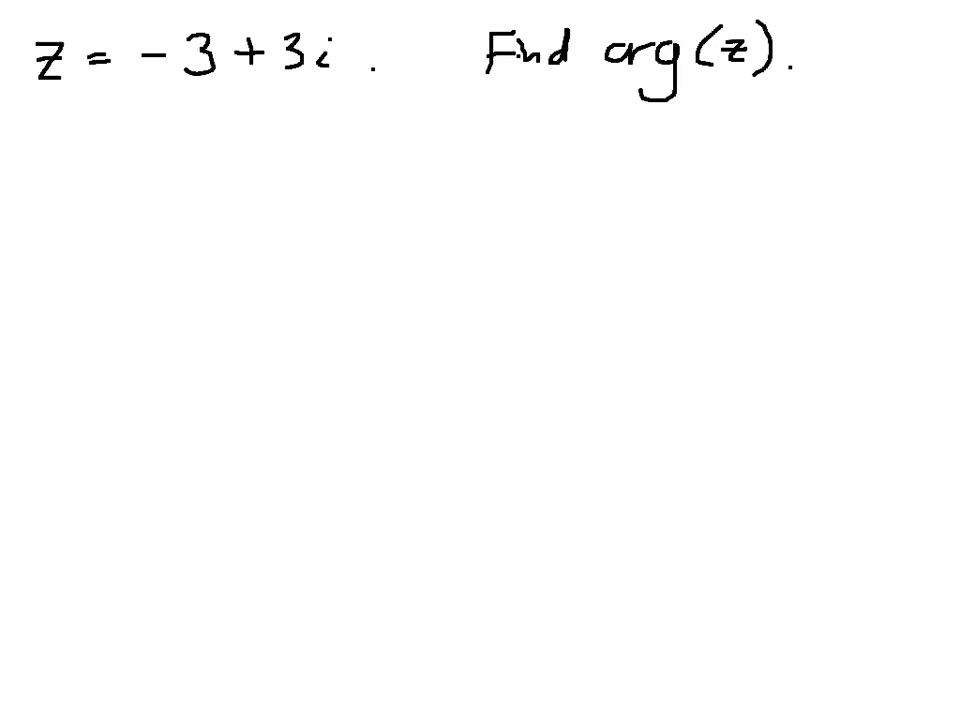 z = - 3 + 3i . Find arg(z).